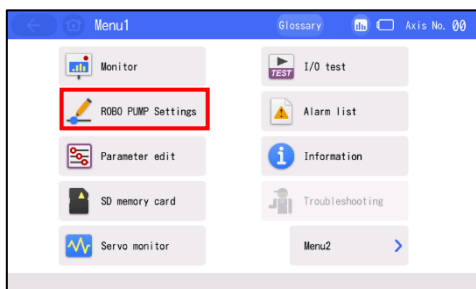 Menu1
Glossary
Axis No. 00
Monitor
I/O test
TEST
ROBO PUMP Settings
Alarm list
Parameter edit
Information
SD memory card
Troubleshooting
Servo monitor
Menu2